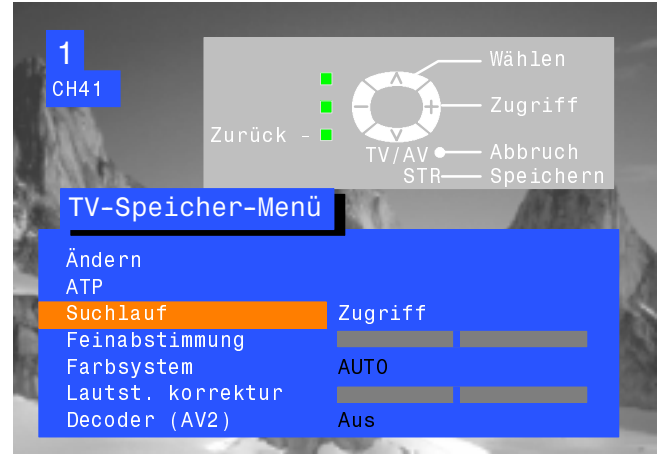 1
CH41
Wählen
Zugriff
Zurück -
TV/AV Abbruch
STR Speichern
TV-Speicher-Menü
Ändern
ATP
Suchlauf Zugriff
Feinabstimmung
Farbsystem AUTO
Lautst. korrektur
Decoder (AV2) Aus